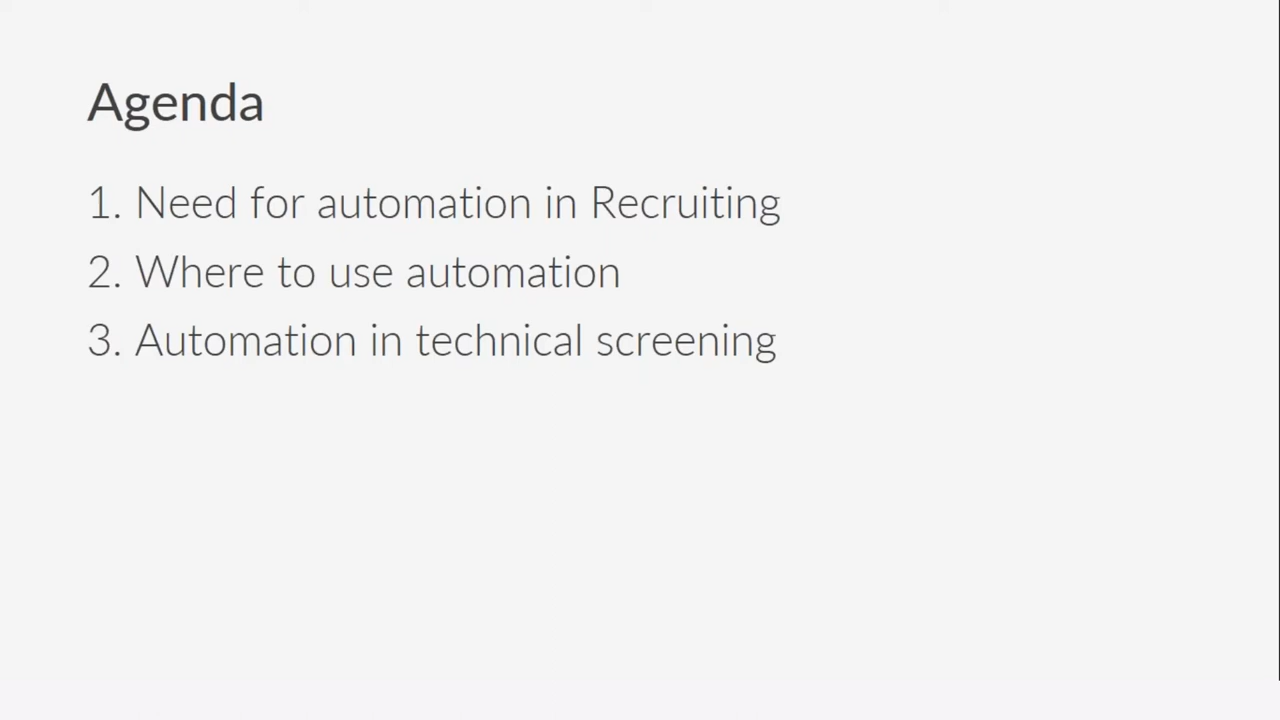 Agenda
1. Need for automation in Recruiting
2. Where to use automation
3. Automation in technical screening